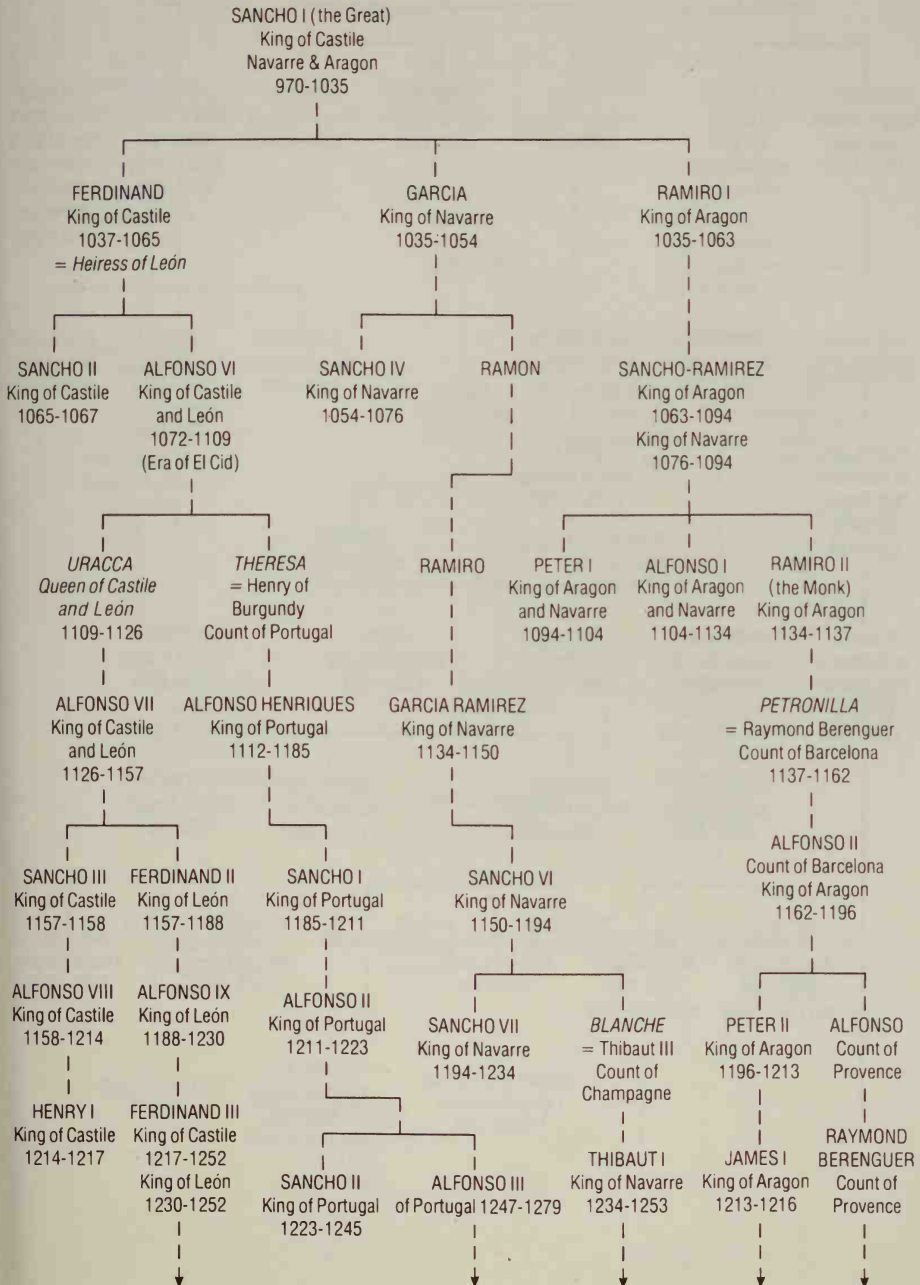 SANCHO I (the Great)
King of Castile
Navarre & Aragon
970-1035
FERDINAND
King of Castile
1037-1065
= Heiress of León
GARCIA
King of Navarre
1035-1054
RAMIRO I
King of Aragon
1035-1063
SANCHO II
King of Castile
1065-1067
ALFONSO VI
King of Castile
and León
1072-1109
(Era of El Cid)
SANCHO IV
King of Navarre
1054-1076
RAMON
SANCHO-RAMIREZ
King of Aragon
1063-1094
King of Navarre
1076-1094
URACCA
Queen of Castile
and León
1109-1126
THERESA
= Henry of
Burgundy
Count of Portugal
RAMIRO
PETER I
King of Aragon
and Navarre
1094-1104
ALFONSO I
King of Aragon
and Navarre
1104-1134
RAMIRO II
(the Monk)
King of Aragon
1134-1137
ALFONSO VII
King of Castile
and León
1126-1157
ALFONSO HENRIQUES
King of Portugal
1112-1185
GARCIA RAMIREZ
King of Navarre
1134-1150
PETRONILLA
= Raymond Berenguer
Count of Barcelona
1137-1162
SANCHO III
King of Castile
1157-1158
FERDINAND II
King of León
1157-1188
SANCHO I
King of Portugal
1185-1211
SANCHO VI
King of Navarre
1150-1194
ALFONSO II
Count of Barcelona
King of Aragon
1162-1196
ALFONSO VIII
King of Castile
1158-1214
ALFONSO IX
King of León
1188-1230
ALFONSO II
King of Portugal
1211-1223
SANCHO VII
King of Navarre
1194-1234
BLANCHE
= Thibaut III
Count of
Champagne
PETER II
King of Aragon
1196-1213
ALFONSO
Count of
Provence
HENRY I
King of Castile
1214-1217
FERDINAND III
King of Castile
1217-1252
King of León
1230-1252
SANCHO II
King of Portugal
1223-1245
ALFONSO III
of Portugal 1247-1279
THIBAUT I
King of Navarre
1234-1253
JAMES I
King of Aragon
1213-1216
RAYMOND
BERENGUER
Count of
Provence